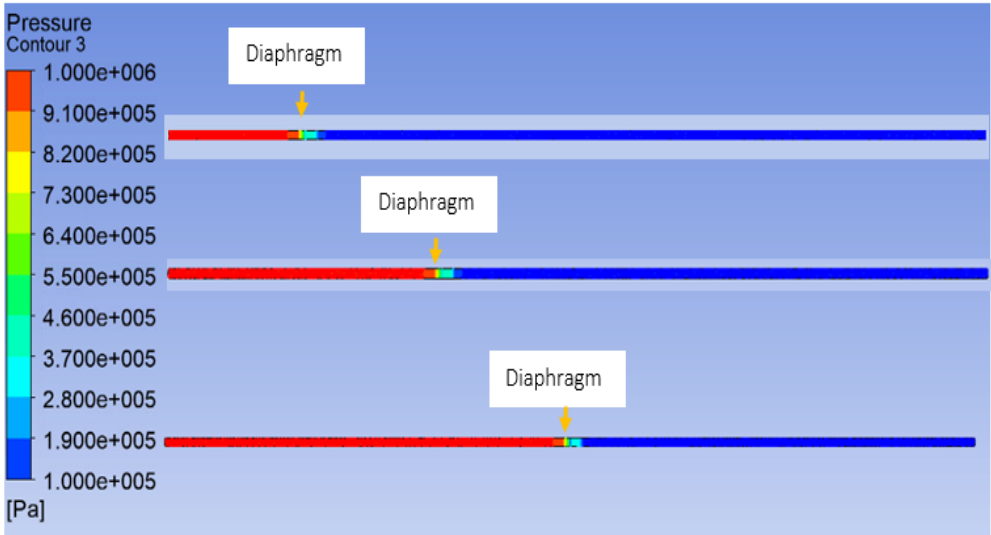 Pressure
Contour 3
1.000e+006
9.100e+005
8.200e+005
7.300e+005
6.400e+005
5.500e+005
4.600e+005
3.700e+005
2.800e+005
1.900e+005
1.000e+005
[Pa]
Diaphragm
Diaphragm
Diaphragm